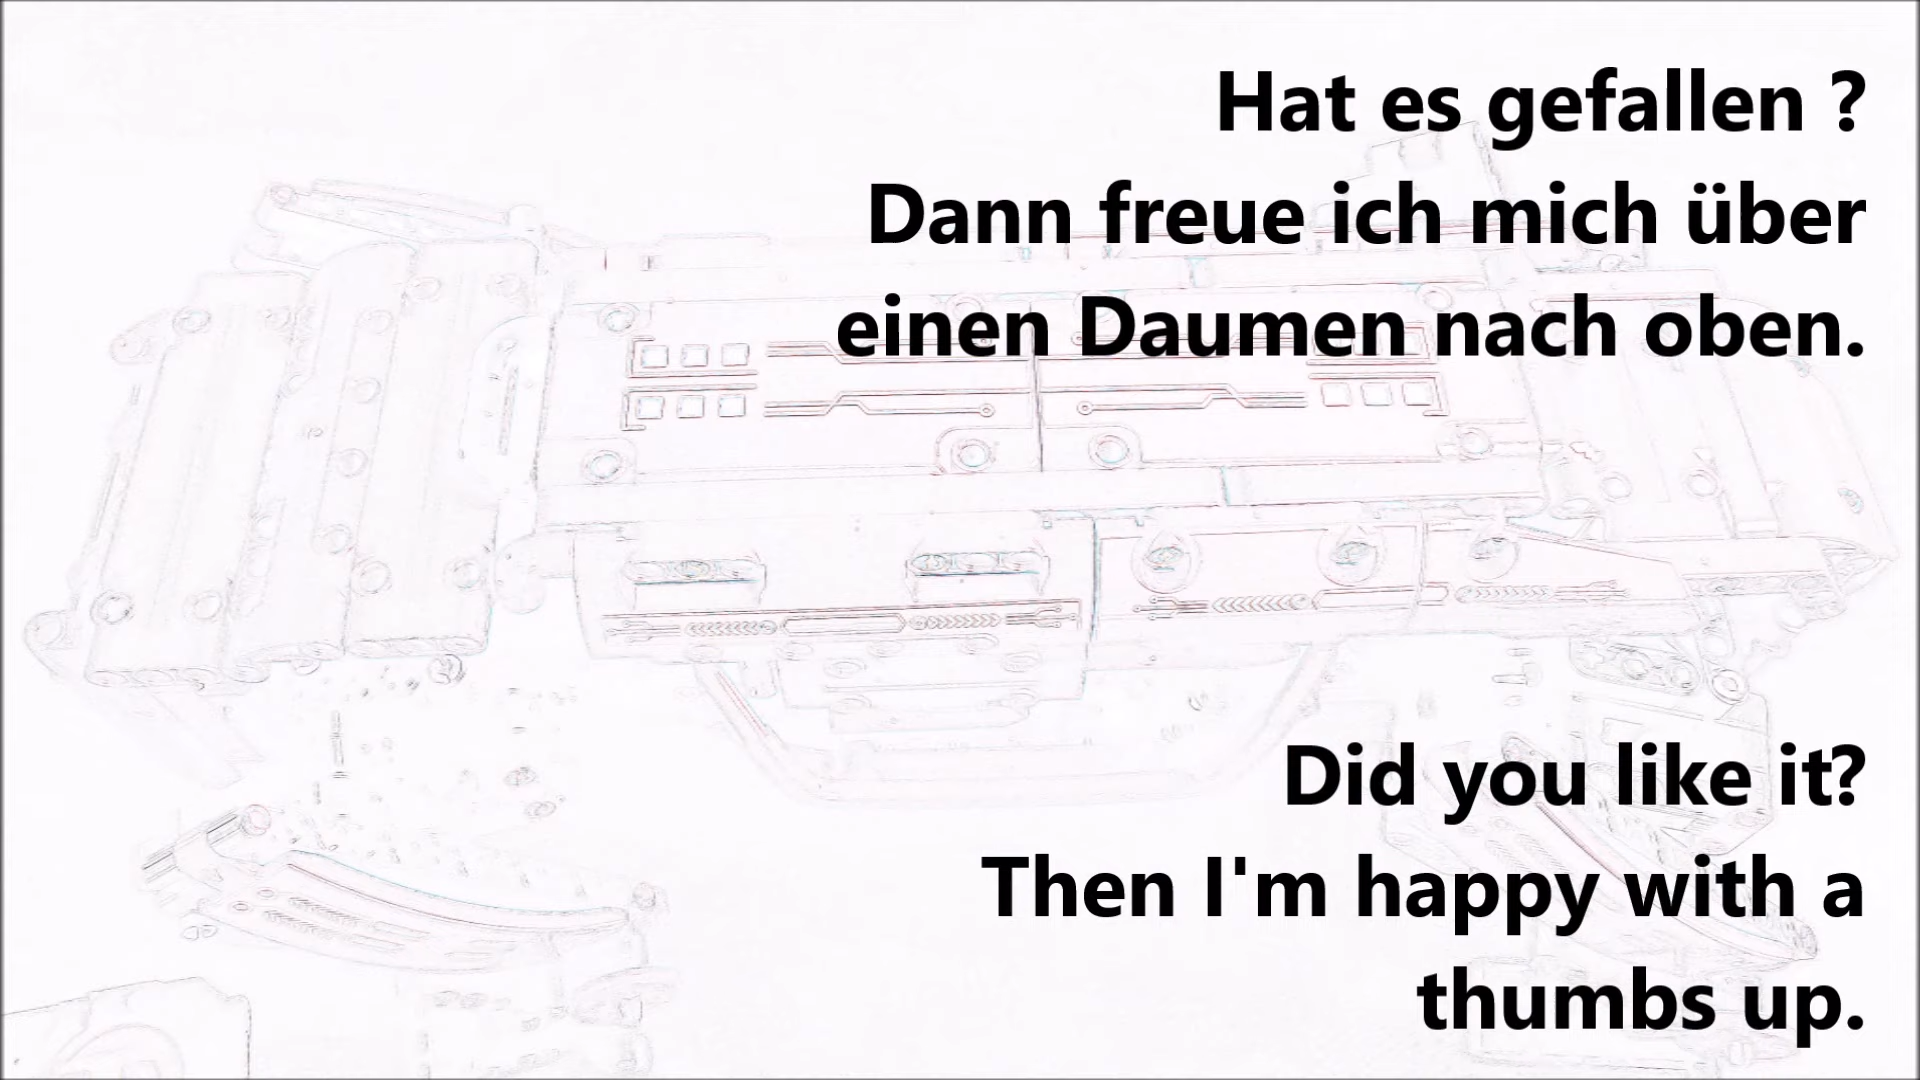 Hat es gefallen ?
Dann freue ich mich über
einen Daumen nach oben.
Did you like it?
Then I'm happy with a
thumbs up.